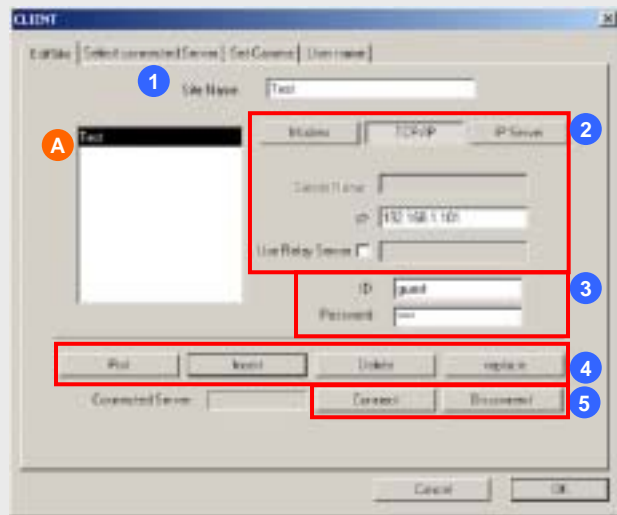 CLIENT
Edit Site Select connected Server Set Camera User name
1 Site Name Test
A Test
Modem TCP/IP IP Server 2
Server Name
IP 192.168.1.101
Use Relay Server
ID guest 3
Password ****
Insert Delete replace 4
Connected Server Connect Disconnect 5
Cancel OK